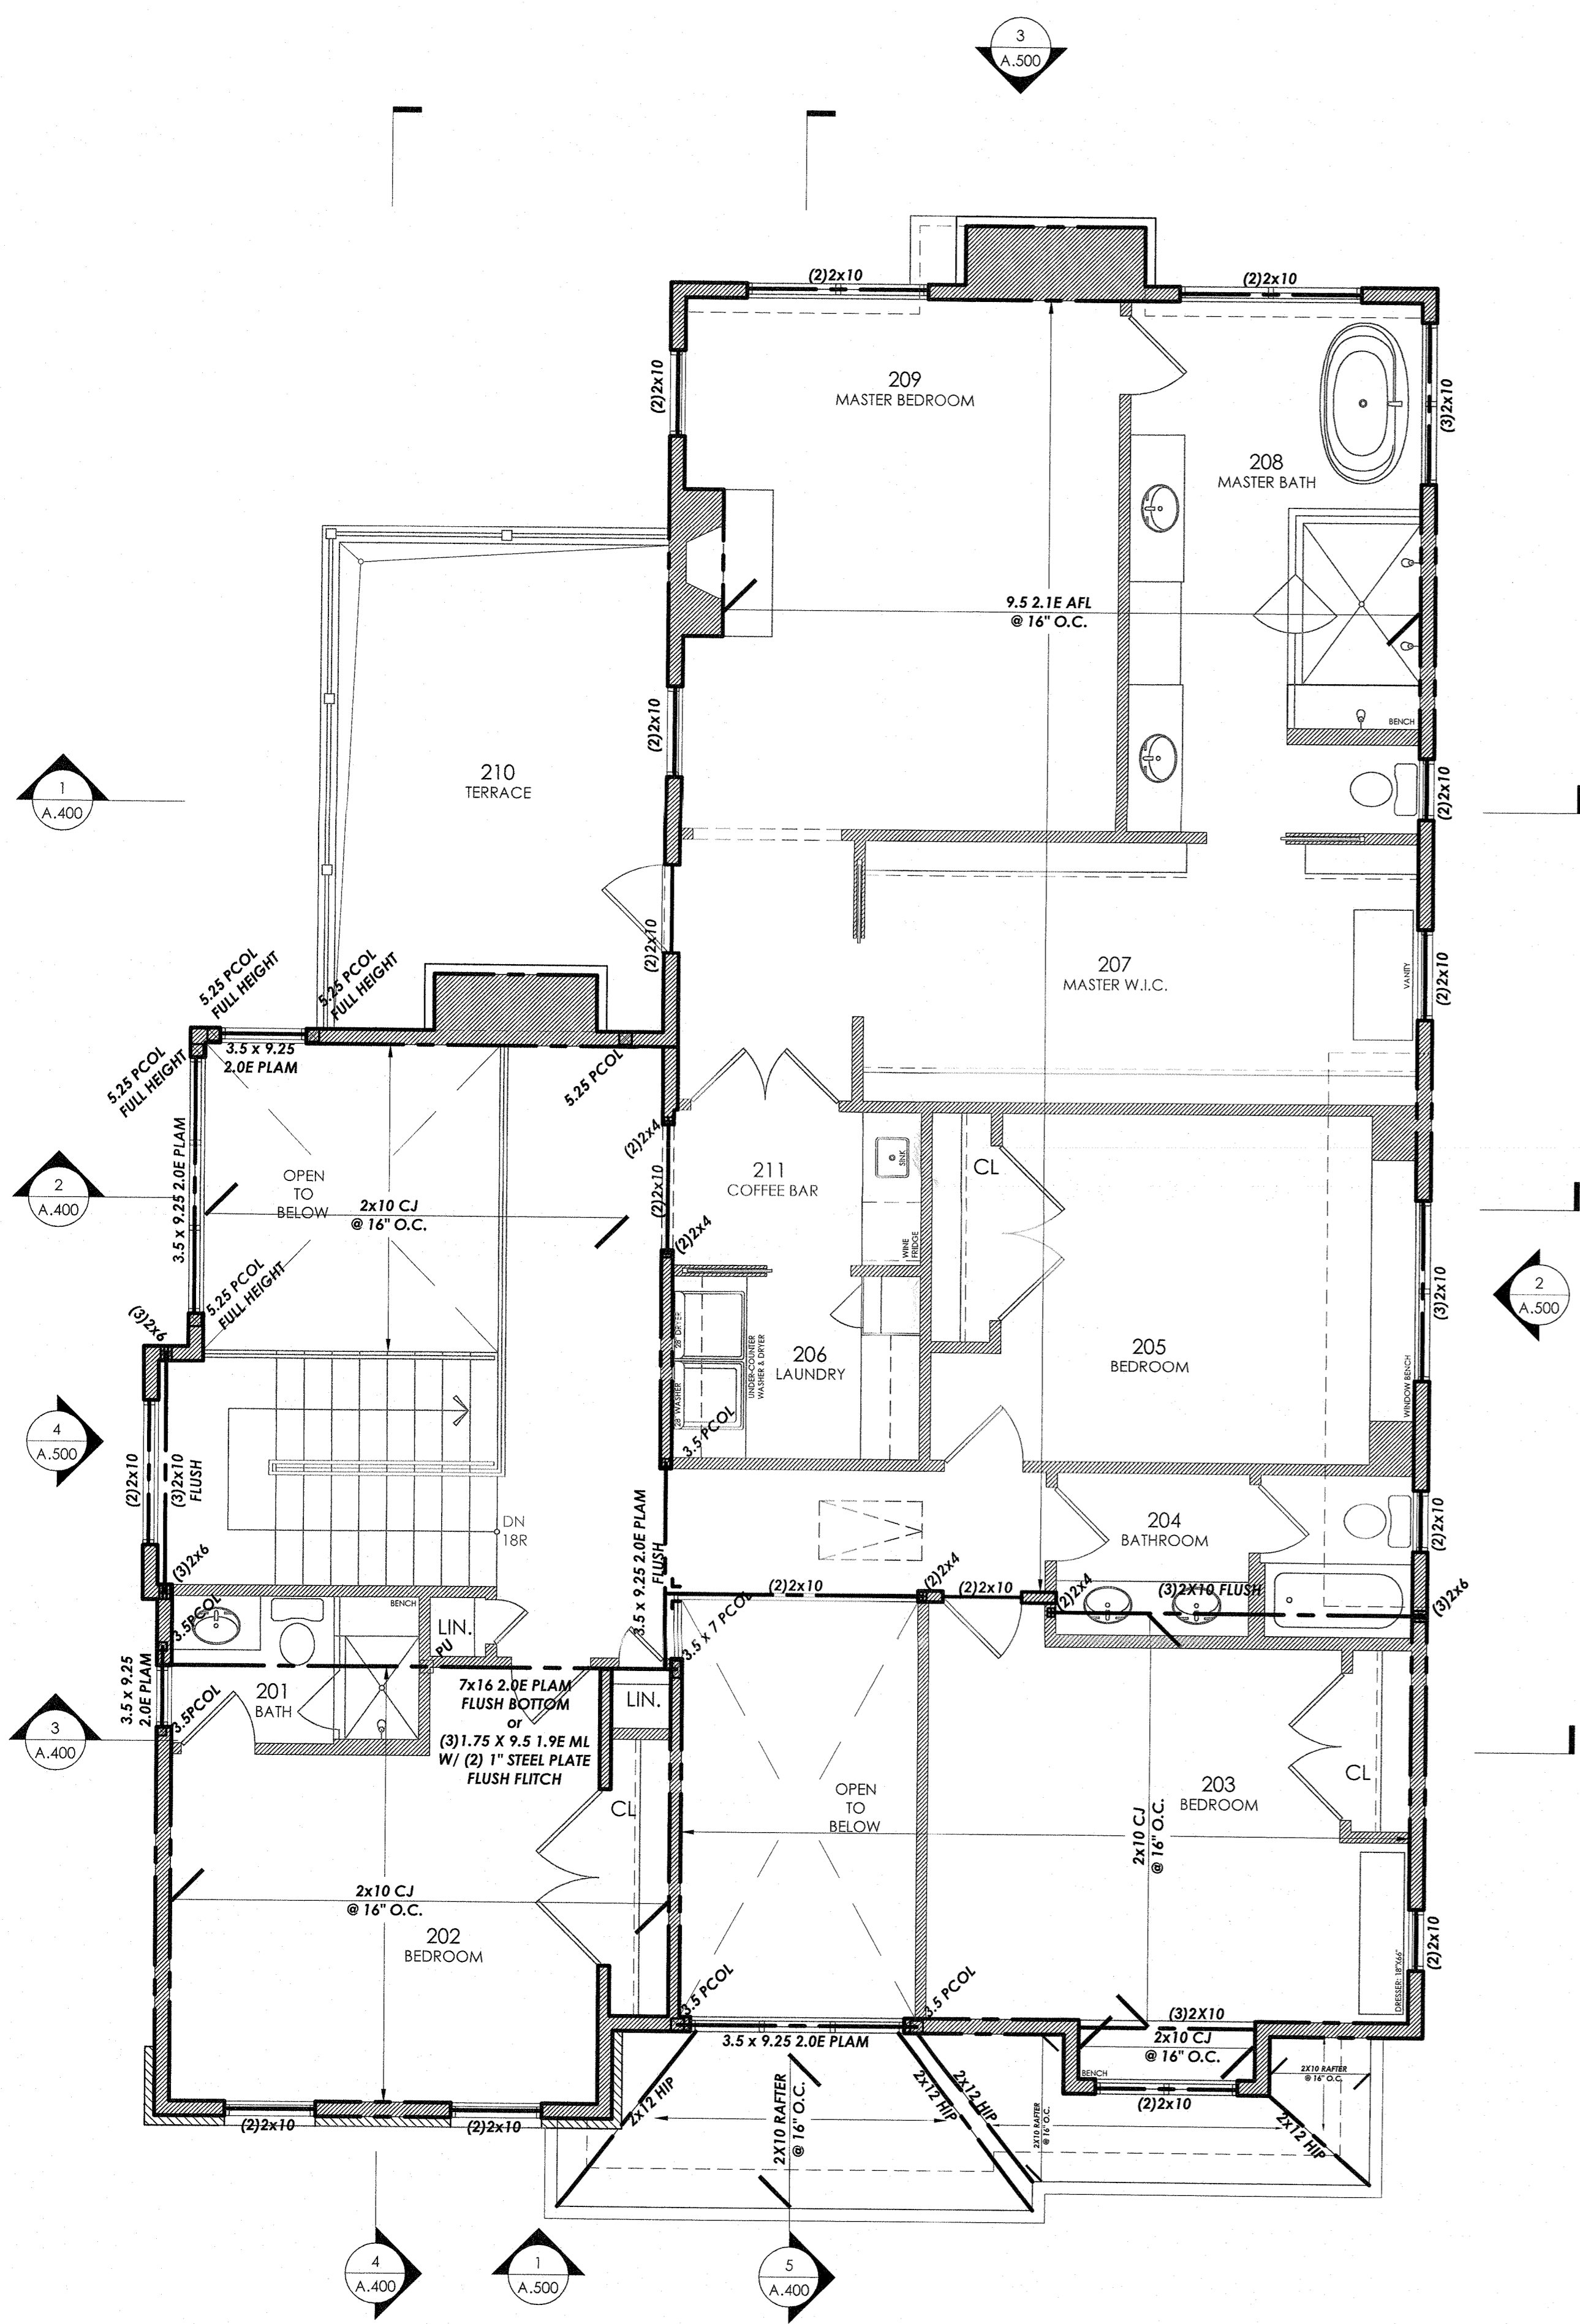 3
A.500
(2)2x10
(2)2x10
(2)2x10
209
MASTER BEDROOM
(3)2x10
208
MASTER BATH
9.5 2.1E AFL
@ 16" O.C.
BENCH
(2)2x10
210
TERRACE
1
A.400
(2)2x10
(2)2x10
207
MASTER W.I.C.
VANITY
(2)2x10
5.25 PCOL
FULL HEIGHT
5.25 PCOL
FULL HEIGHT
3.5 x 9.25
2.0E PLAM
5.25 PCOL
FULL HEIGHT
5.25 PCOL
3.5 x 9.25 2.0E PLAM
(2)2x4
(2)2x10
211
COFFEE BAR
SINK
CL
OPEN
TO
BELOW
2x10 CJ
@ 16" O.C.
2
A.400
(2)2x4
WINE
FRIDGE
5.25 PCOL
FULL HEIGHT
(3)2x6
2
A.500
(3)2x10
28" DRYER
UNDER-COUNTER
WASHER & DRYER
206
LAUNDRY
205
BEDROOM
WINDOW BENCH
28" WASHER
3.5 PCOL
4
A.500
(2)2x10
(3)2x10
FLUSH
DN
18R
3.5 x 9.25 2.0E PLAM
FLUSH
204
BATHROOM
(2)2x10
(3)2x6
(2)2x10
(2)2x4
(2)2x10
(2)2x4
(3)2X10 FLUSH
(3)2x6
BENCH
3.5PCOL
LIN.
PU
3.5 x 7 PCOL
3.5 x 9.25
2.0E PLAM
201
BATH
3.5PCOL
7x16 2.0E PLAM
FLUSH BOTTOM
or
(3)1.75 X 9.5 1.9E ML
W/ (2) 1" STEEL PLATE
FLUSH FLITCH
LIN.
3
A.400
CL
OPEN
TO
BELOW
203
BEDROOM
CL
2x10 CJ
@ 16" O.C.
2x10 CJ
@ 16" O.C.
202
BEDROOM
DRESSER: 18"X66"
(2)2x10
3.5 PCOL
3.5 PCOL
3.5 x 9.25 2.0E PLAM
(3)2X10
2x10 CJ
@ 16" O.C.
BENCH
(2)2x10
2X10 RAFTER
@ 16" O.C.
2x12 HIP
2X10 RAFTER
@ 16" O.C.
2x12 HIP
2x12 HIP
2X10 RAFTER
@ 16" O.C.
2x12 HIP
(2)2x10
(2)2x10
4
A.400
1
A.500
5
A.400